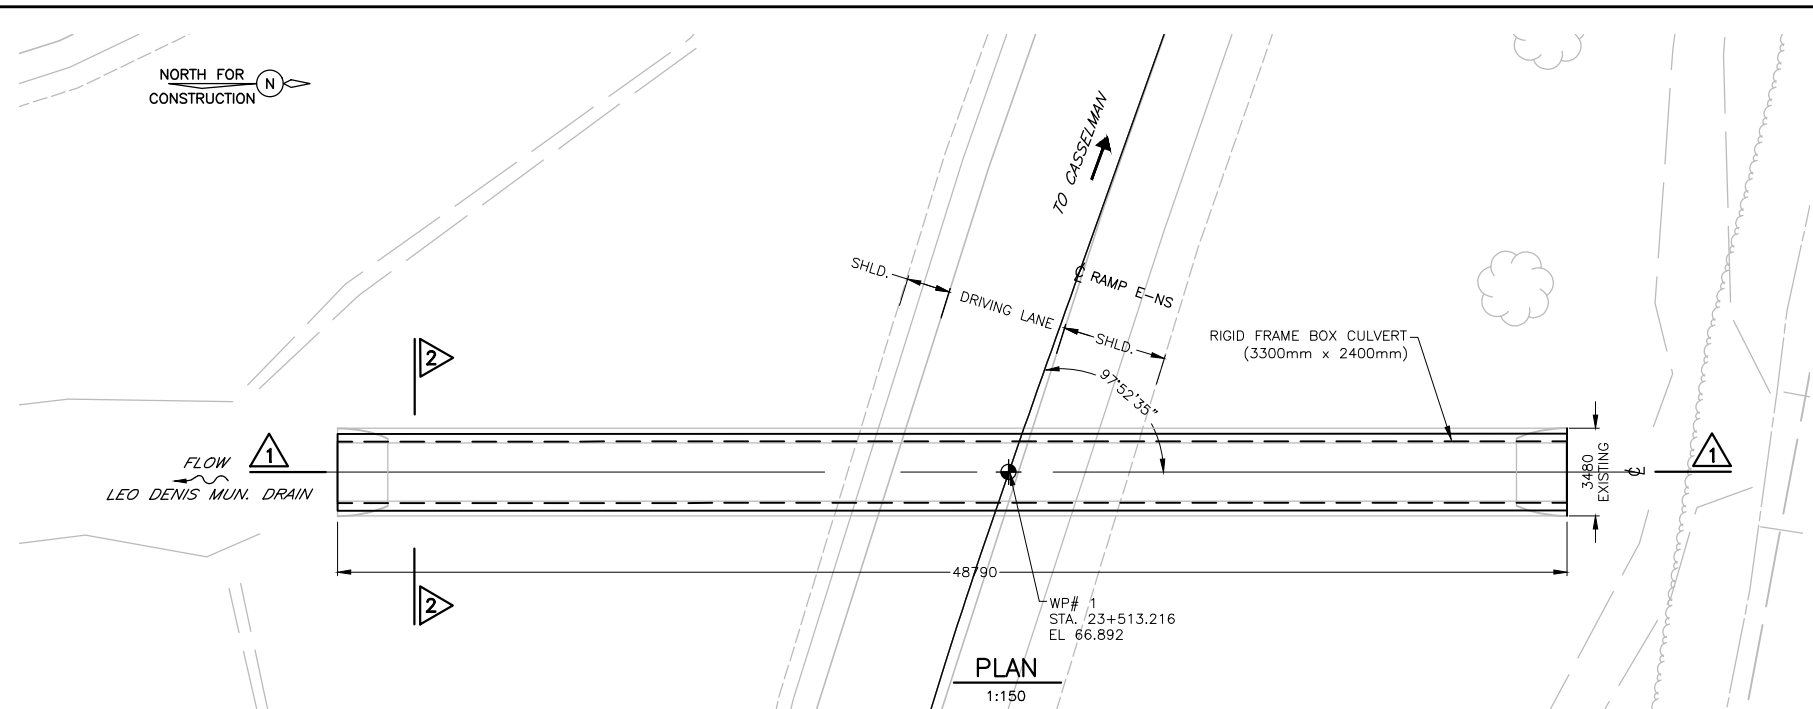 NORTH FOR
CONSTRUCTION
N
TO CASSELMAN
SHLD.
DRIVING LANE
℄ RAMP E-NS
SHLD.
97°52'35"
RIGID FRAME BOX CULVERT
(3300mm x 2400mm)
2
1
FLOW
LEO DENIS MUN. DRAIN
3480
EXISTING
℄
1
48790
2
WP# 1
STA. 23+513.216
EL 66.892
PLAN
1:150